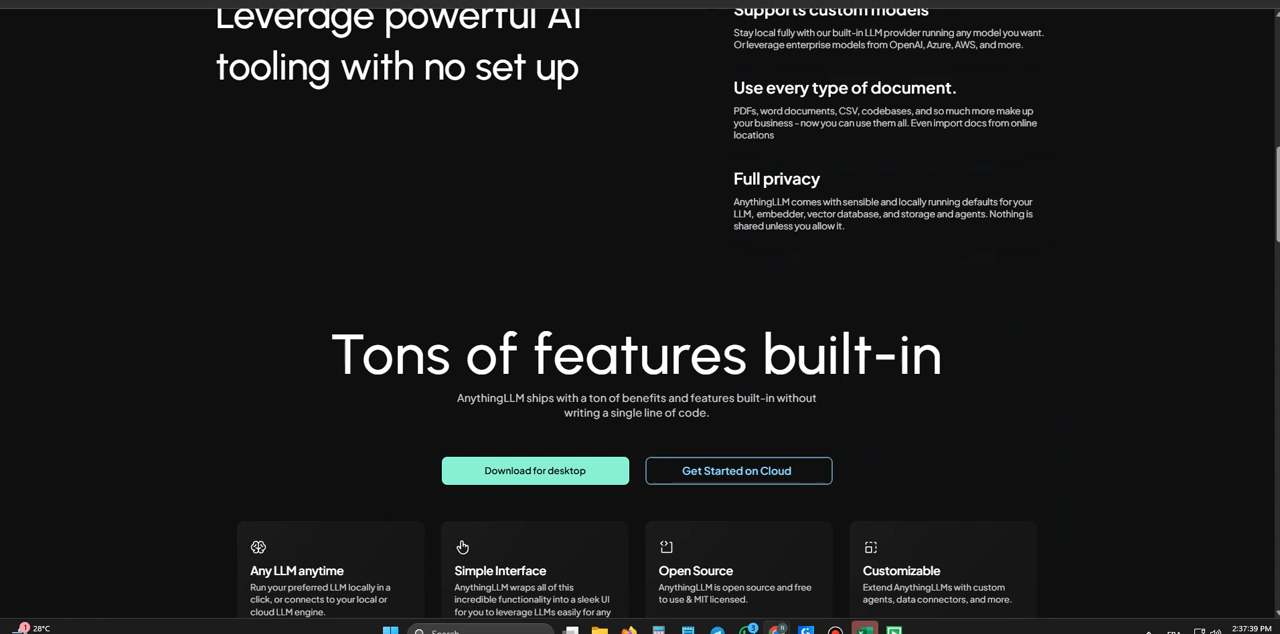 Leverage powerful AI
tooling with no set up
Supports custom models
Stay local fully with our built-in LLM provider running any model you want.
Or leverage enterprise models from OpenAI, Azure, AWS, and more.
Use every type of document.
PDFs, word documents, CSV, codebases, and so much more make up
your business - now you can use them all. Even import docs from online
locations
Full privacy
AnythingLLM comes with sensible and locally running defaults for your
LLM, embedder, vector database, and storage and agents. Nothing is
shared unless you allow it.
Tons of features built-in
AnythingLLM ships with a ton of benefits and features built-in without
writing a single line of code.
Download for desktop
Get Started on Cloud
Any LLM anytime
Run your preferred LLM locally in a
click, or connects to your local or
cloud LLM engine.
Simple Interface
AnythingLLM wraps all of this
incredible functionality into a sleek UI
for you to leverage LLMs easily for any
Open Source
AnythingLLM is open source and free
to use & MIT licensed.
Customizable
Extend AnythingLLMs with custom
agents, data connectors, and more.
1
28°C
Search
3
2:37:39 PM